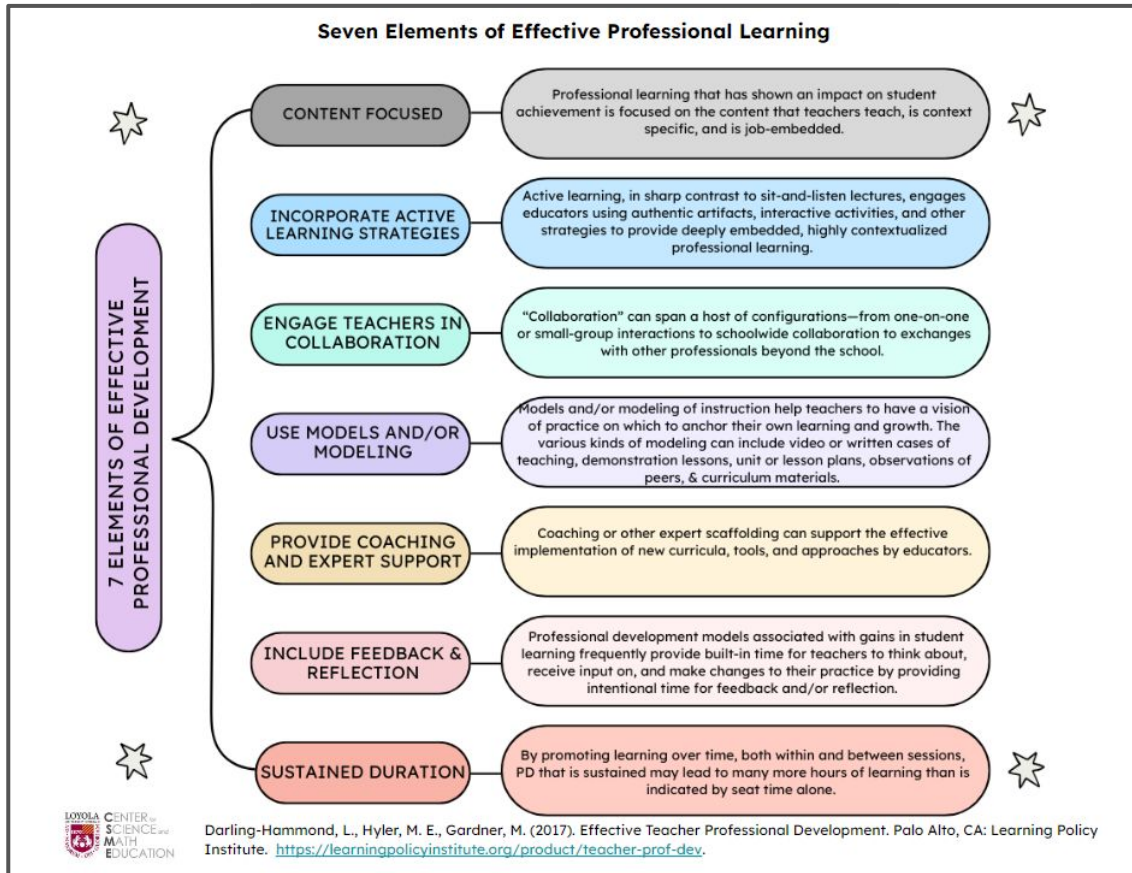 Seven Elements of Effective Professional Learning
7 ELEMENTS OF EFFECTIVE
PROFESSIONAL DEVELOPMENT
CONTENT FOCUSED
Professional learning that has shown an impact on student
achievement is focused on the content that teachers teach, is context
specific, and is job-embedded.
INCORPORATE ACTIVE
LEARNING STRATEGIES
Active learning, in sharp contrast to sit-and-listen lectures, engages
educators using authentic artifacts, interactive activities, and other
strategies to provide deeply embedded, highly contextualized
professional learning.
ENGAGE TEACHERS IN
COLLABORATION
“Collaboration” can span a host of configurations—from one-on-one
or small-group interactions to schoolwide collaboration to exchanges
with other professionals beyond the school.
USE MODELS AND/OR
MODELING
Models and/or modeling of instruction help teachers to have a vision
of practice on which to anchor their own learning and growth. The
various kinds of modeling can include video or written cases of
teaching, demonstration lessons, unit or lesson plans, observations of
peers, & curriculum materials.
PROVIDE COACHING
AND EXPERT SUPPORT
Coaching or other expert scaffolding can support the effective
implementation of new curricula, tools, and approaches by educators.
INCLUDE FEEDBACK &
REFLECTION
Professional development models associated with gains in student
learning frequently provide built-in time for teachers to think about,
receive input on, and make changes to their practice by providing
intentional time for feedback and/or reflection.
SUSTAINED DURATION
By promoting learning over time, both within and between sessions,
PD that is sustained may lead to many more hours of learning than is
indicated by seat time alone.
LOYOLA
CENTER for
SCIENCE and
MATH
EDUCATION
Darling-Hammond, L., Hyler, M. E., Gardner, M. (2017). Effective Teacher Professional Development. Palo Alto, CA: Learning Policy
Institute. https://learningpolicyinstitute.org/product/teacher-prof-dev.